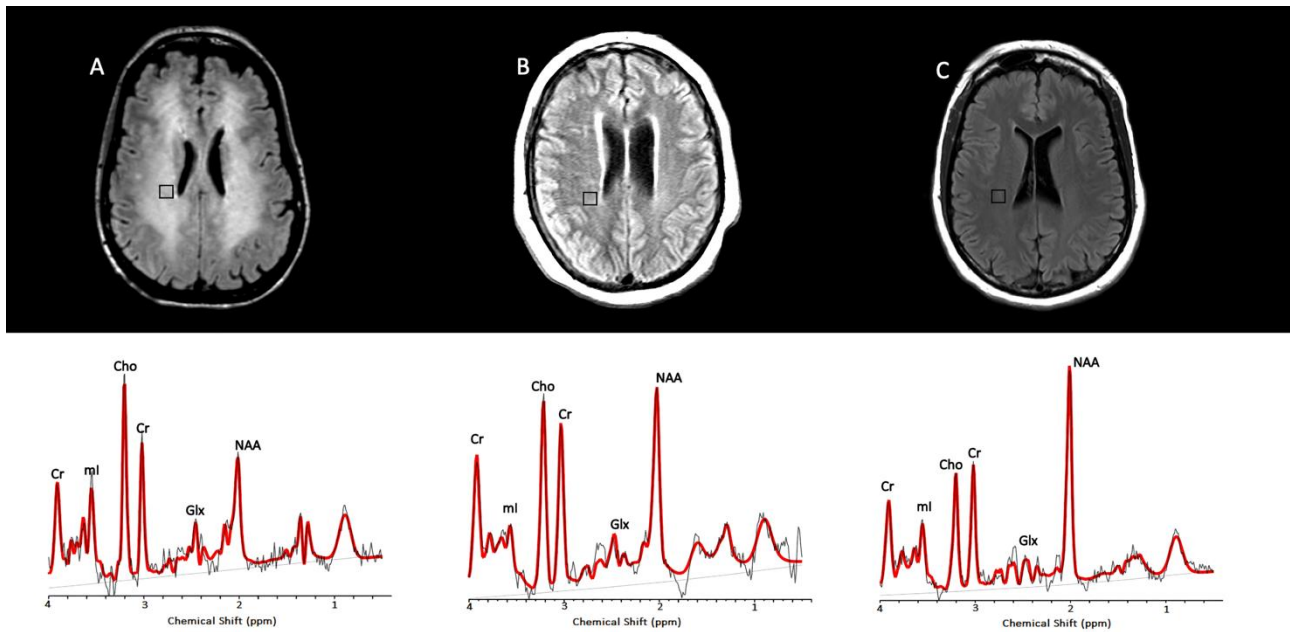 A
B
C
Cho
Cr
Cr
mI
Glx
NAA
4
3
2
1
Chemical Shift (ppm)
Cr
mI
Cho
Cr
Glx
NAA
4
3
2
1
Chemical Shift (ppm)
Cr
mI
Cho
Cr
Glx
NAA
4
3
2
1
Chemical Shift (ppm)